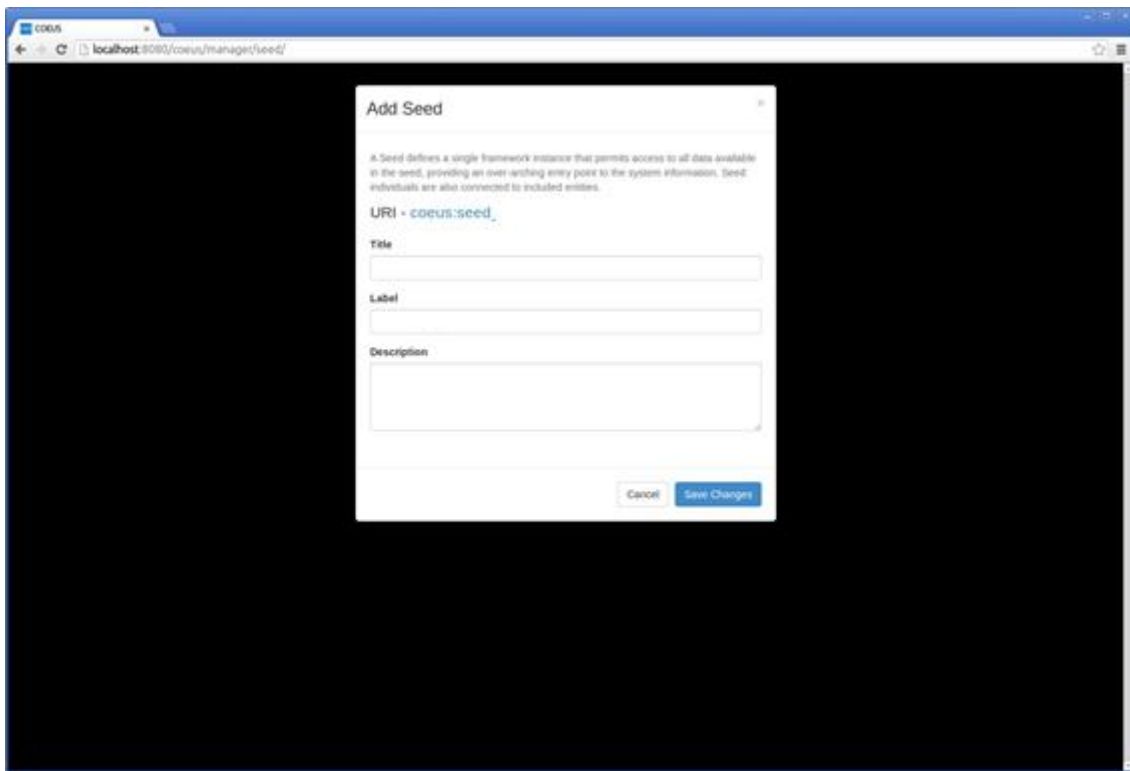 COEUS
localhost:8080/coeus/manager/seed/
Add Seed
A Seed defines a single framework instance that permits access to all data available
in the seed, providing an over-arching entry point to the system information. Seed
individuals are also connected to included entities.
URI - coeus:seed_
Title
Label
Description
Cancel
Save Changes